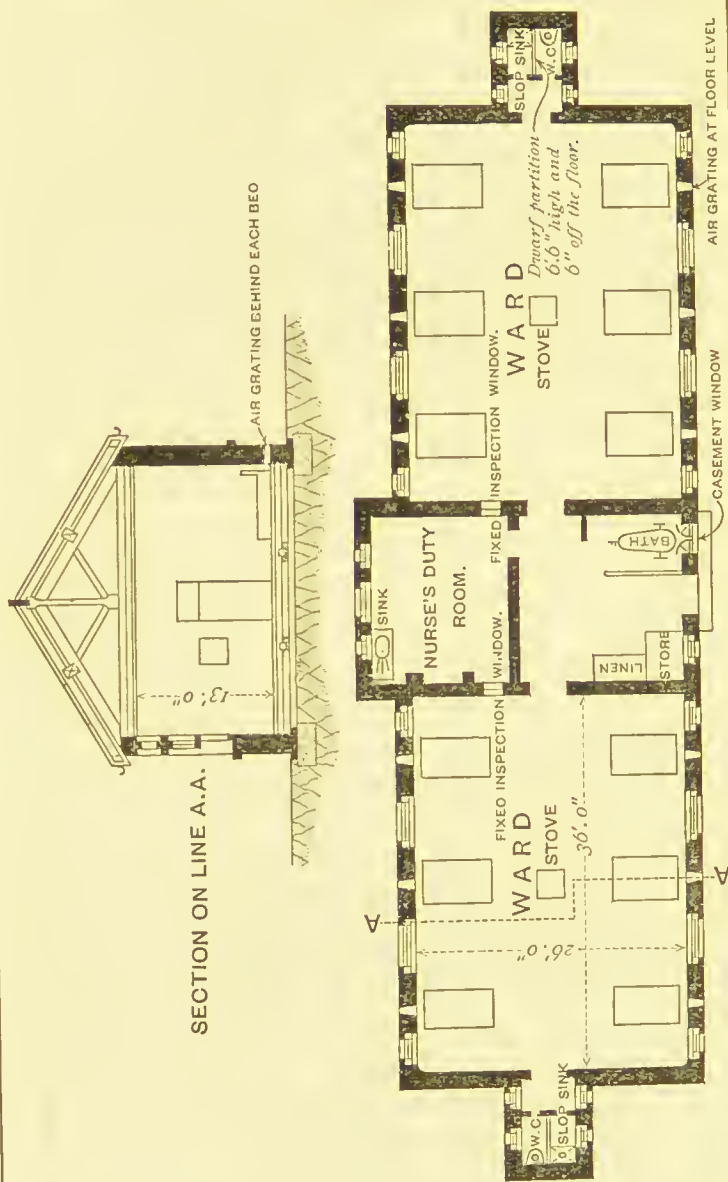 SECTION ON LINE A.A.
13'.0"
AIR GRATING BEHIND EACH BED
SLOP SINK
W.C
Dwarf partition
6'.6" high and
6" off the floor.
WARD
STOVE
FIXED INSPECTION WINDOW.
SINK
NURSE'S DUTY
ROOM.
FIXED INSPECTION WINDOW.
BATH
LINEN
STORE
CASEMENT WINDOW
AIR GRATING AT FLOOR LEVEL
WARD
STOVE
36'.0"
26'.0"
A
A
W.C
SLOP SINK